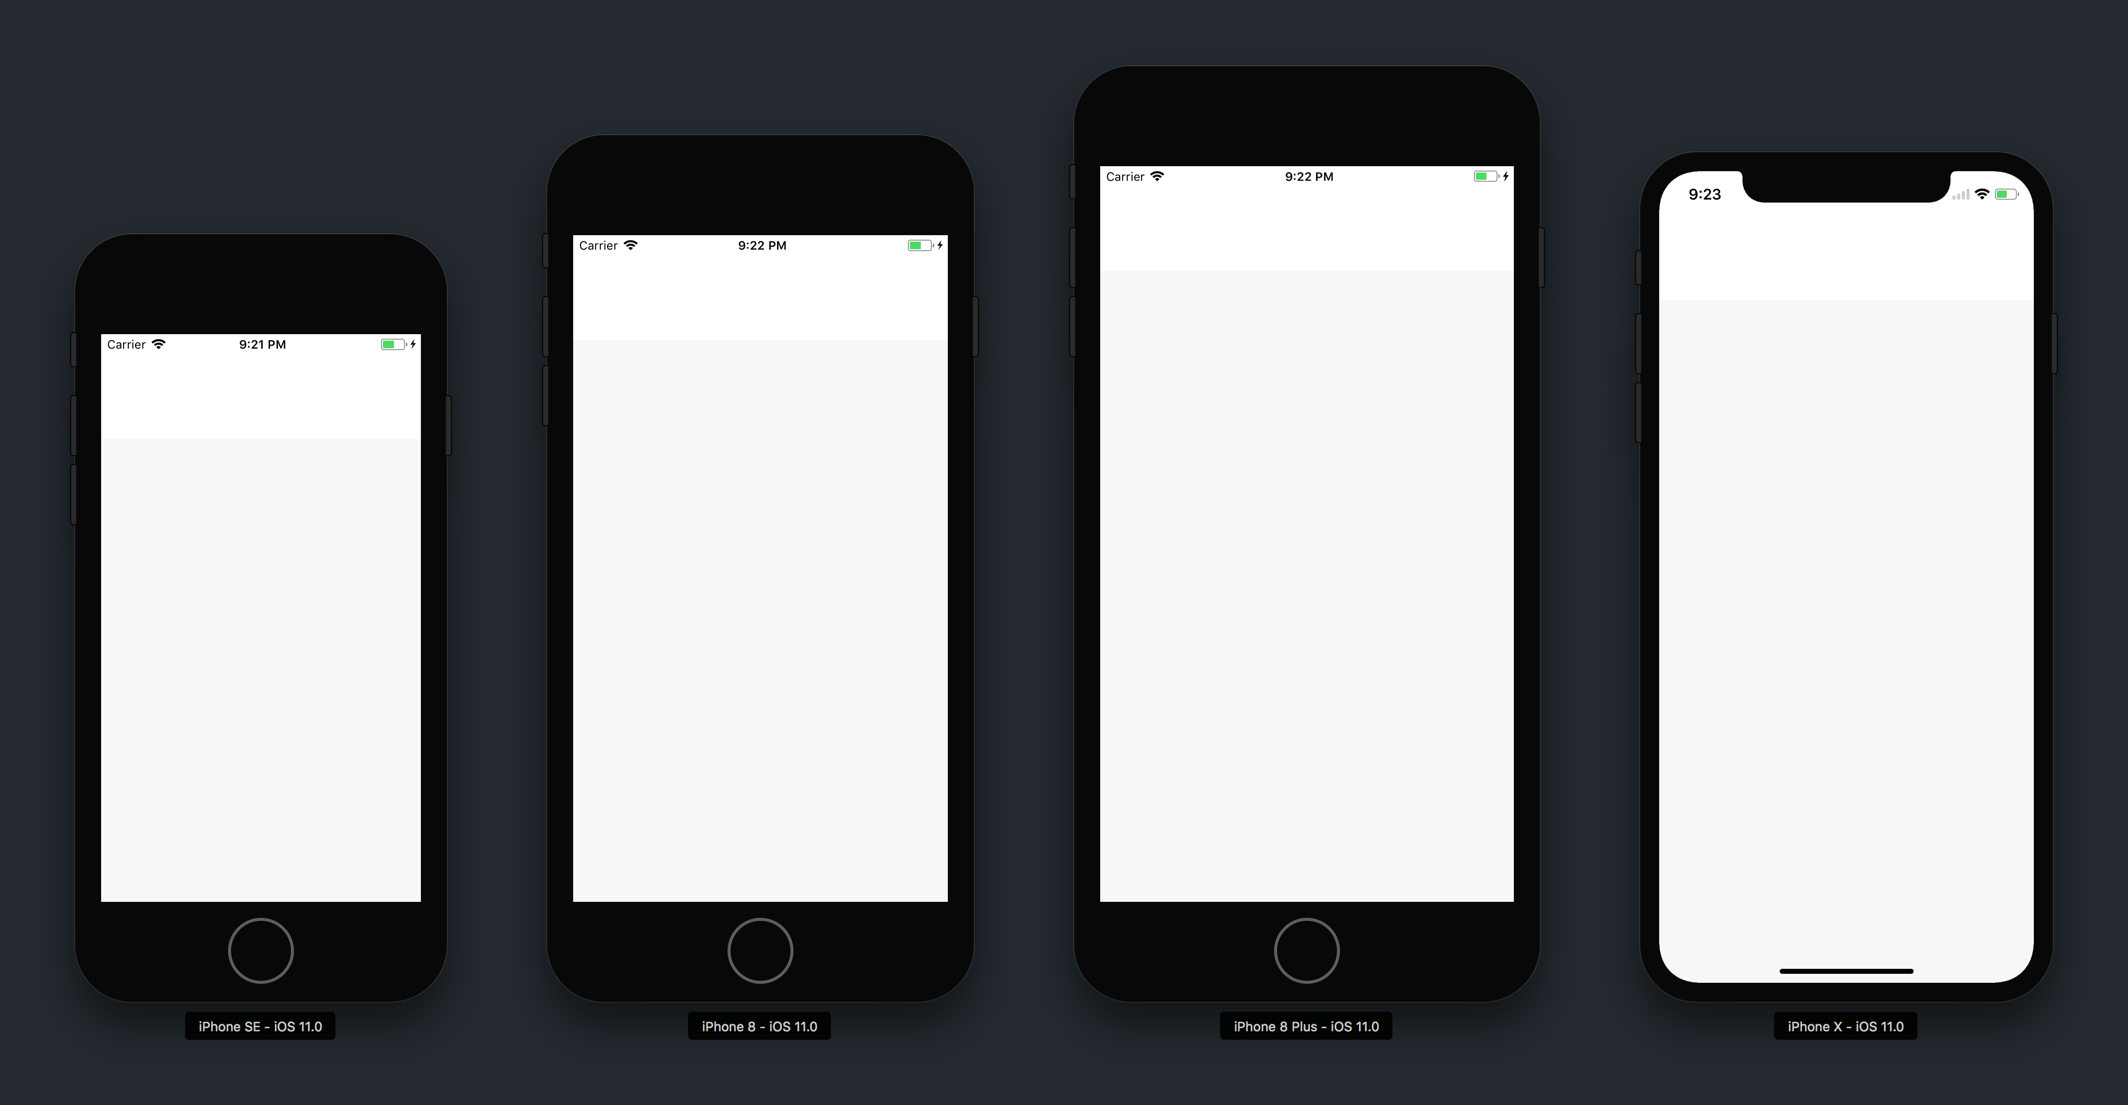 Carrier 9:21 PM
iPhone SE - iOS 11.0
Carrier 9:22 PM
iPhone 8 - iOS 11.0
Carrier 9:22 PM
iPhone 8 Plus - iOS 11.0
9:23
iPhone X - iOS 11.0